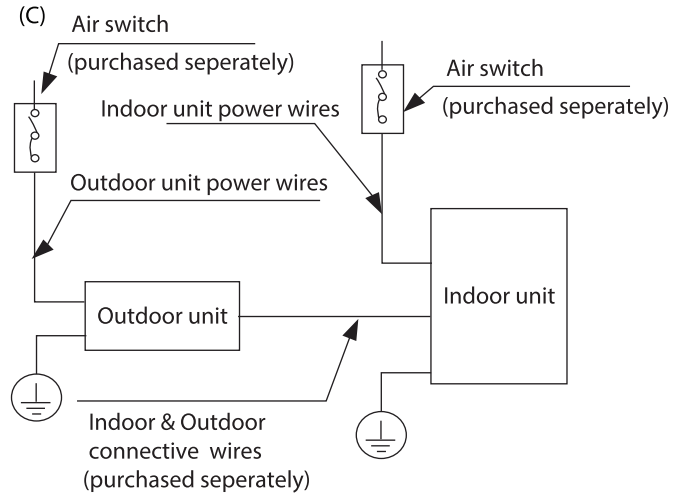 (C)
Air switch
(purchased seperately)
Air switch
(purchased seperately)
Indoor unit power wires
Outdoor unit power wires
Indoor unit
Outdoor unit
Indoor & Outdoor
connective wires
(purchased seperately)